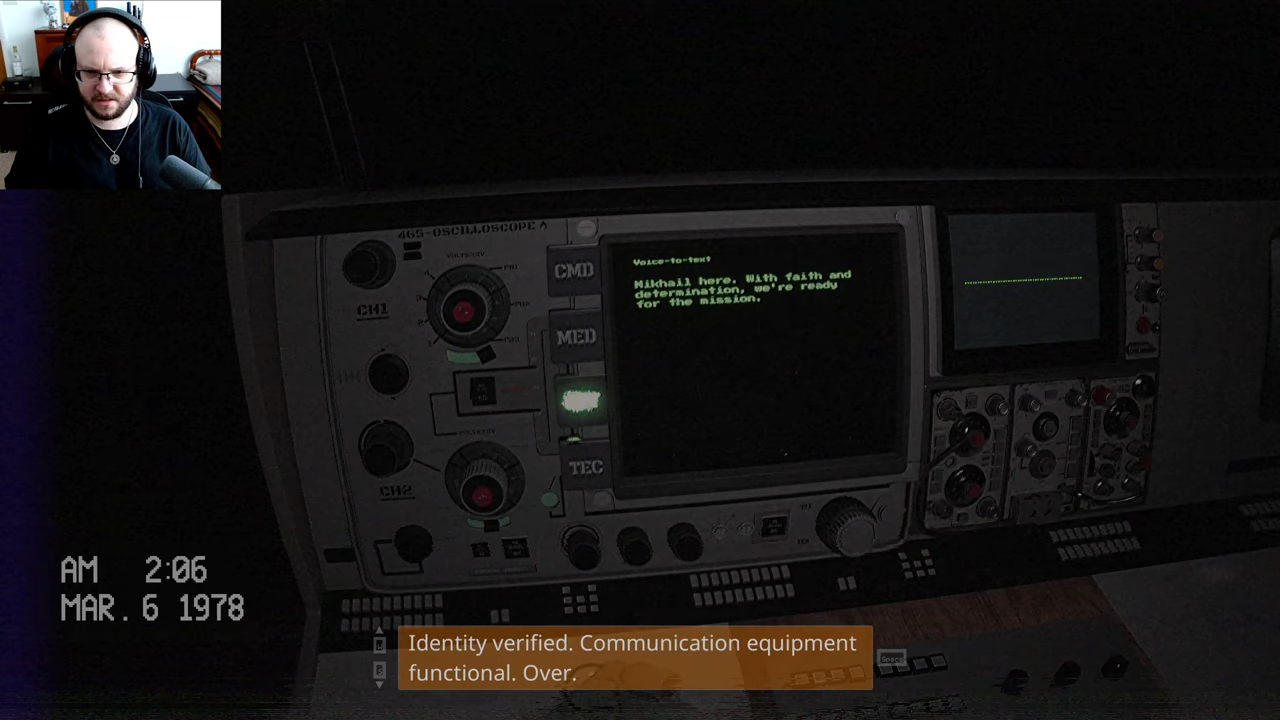 465-OSCILLOSCOPE
CH1
CMD
MED
TEC
CH2
Voice-to-text
Mikhail here. With faith and
determination, we're ready
for the mission.
AM 2:06
MAR. 6 1978
Identity verified. Communication equipment
functional. Over.
Space